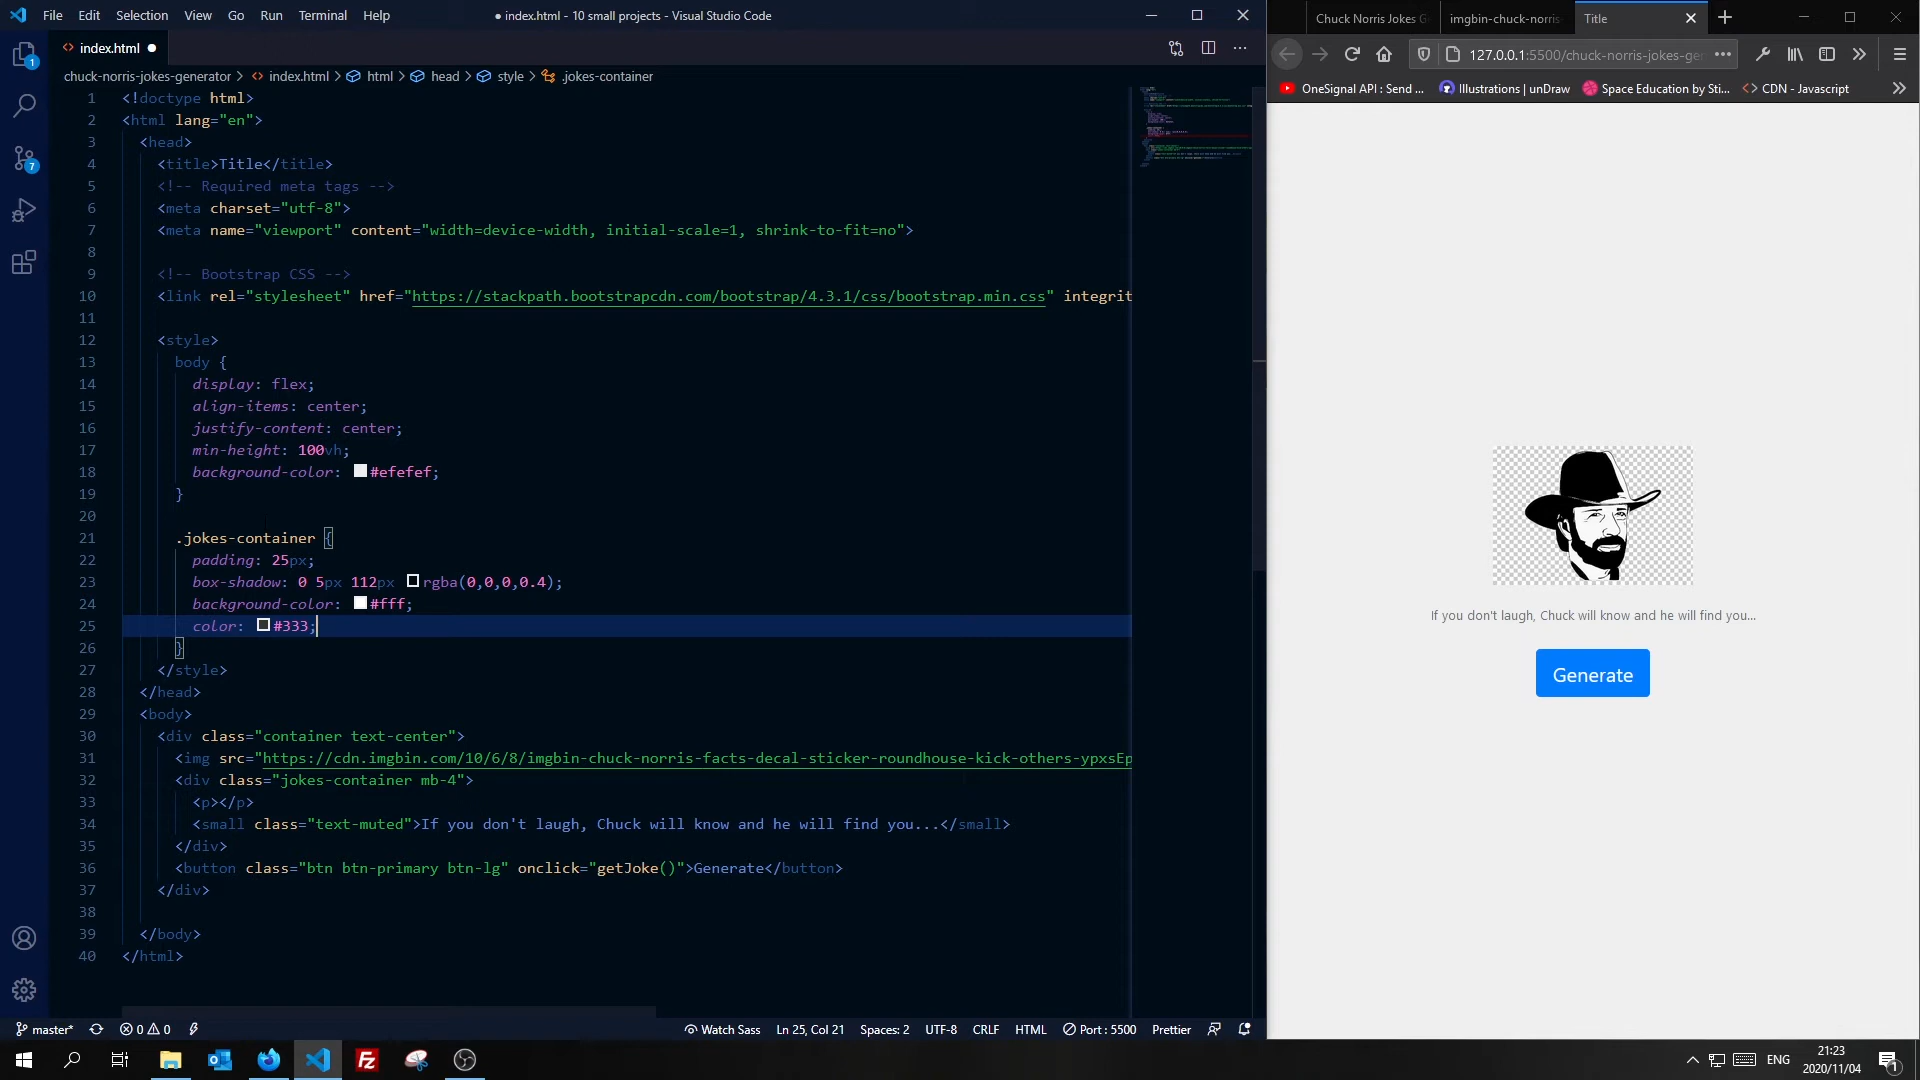 File Edit Selection View Go Run Terminal Help
● index.html - 10 small projects - Visual Studio Code
index.html ●
chuck-norris-jokes-generator > index.html > html > head > style > .jokes-container
1 <!doctype html>
2 <html lang="en">
3 <head>
4 <title>Title</title>
5 <!-- Required meta tags -->
6 <meta charset="utf-8">
7 <meta name="viewport" content="width=device-width, initial-scale=1, shrink-to-fit=no">
8
9 <!-- Bootstrap CSS -->
10 <link rel="stylesheet" href="https://stackpath.bootstrapcdn.com/bootstrap/4.3.1/css/bootstrap.min.css" integrit
11
12 <style>
13 body {
14 display: flex;
15 align-items: center;
16 justify-content: center;
17 min-height: 100vh;
18 background-color: #efefef;
19 }
20
21 .jokes-container {
22 padding: 25px;
23 box-shadow: 0 5px 112px rgba(0,0,0,0.4);
24 background-color: #fff;
25 color: #333;
26 }
27 </style>
28 </head>
29 <body>
30 <div class="container text-center">
31 <img src="https://cdn.imgbin.com/10/6/8/imgbin-chuck-norris-facts-decal-sticker-roundhouse-kick-others-ypxsEp
32 <div class="jokes-container mb-4">
33 <p></p>
34 <small class="text-muted">If you don't laugh, Chuck will know and he will find you...</small>
35 </div>
36 <button class="btn btn-primary btn-lg" onclick="getJoke()">Generate</button>
37 </div>
38
39 </body>
40 </html>
1
7
master* 0 0 Watch Sass Ln 25, Col 21 Spaces: 2 UTF-8 CRLF HTML Port : 5500 Prettier
Chuck Norris Jokes G imgbin-chuck-norris- Title
127.0.0.1:5500/chuck-norris-jokes-ge
OneSignal API : Send ... Illustrations | unDraw Space Education by Sti... CDN - Javascript
If you don't laugh, Chuck will know and he will find you...
Generate
ENG
21:23
2020/11/04
1